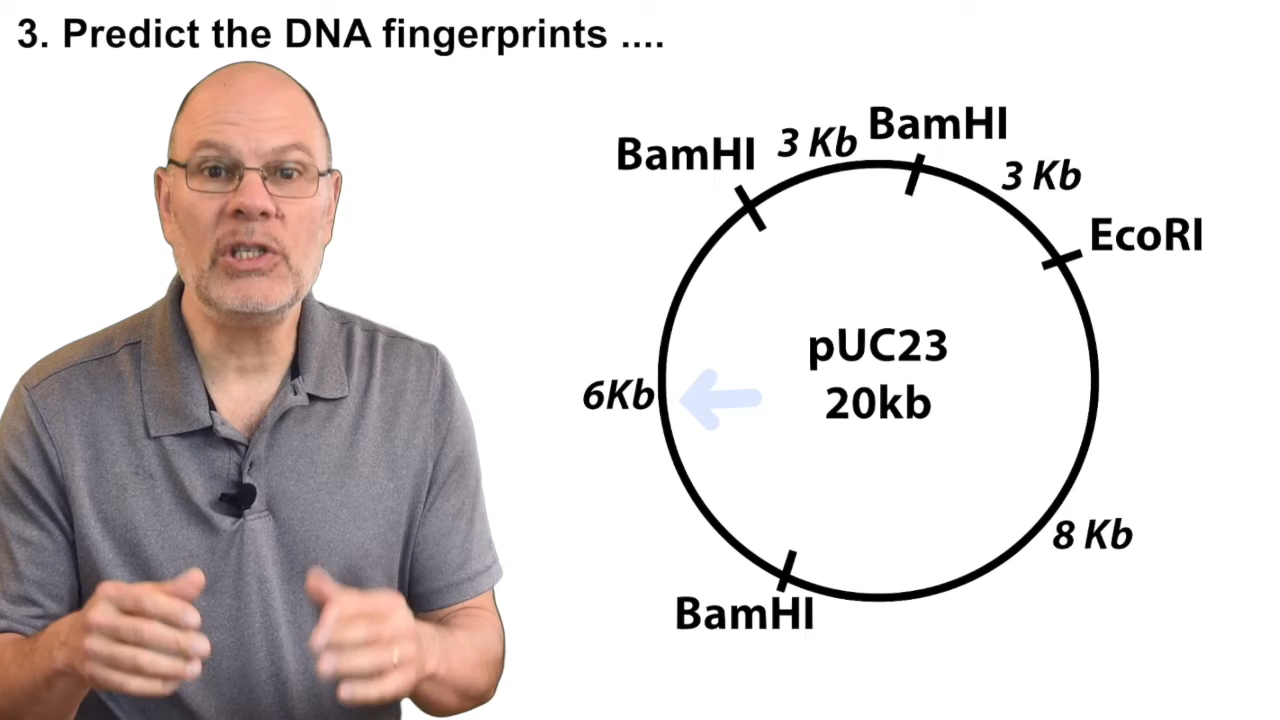 3. Predict the DNA fingerprints ....
BamHI
3 Kb
BamHI
3 Kb
EcoRI
pUC23
20kb
6Kb
8 Kb
BamHI